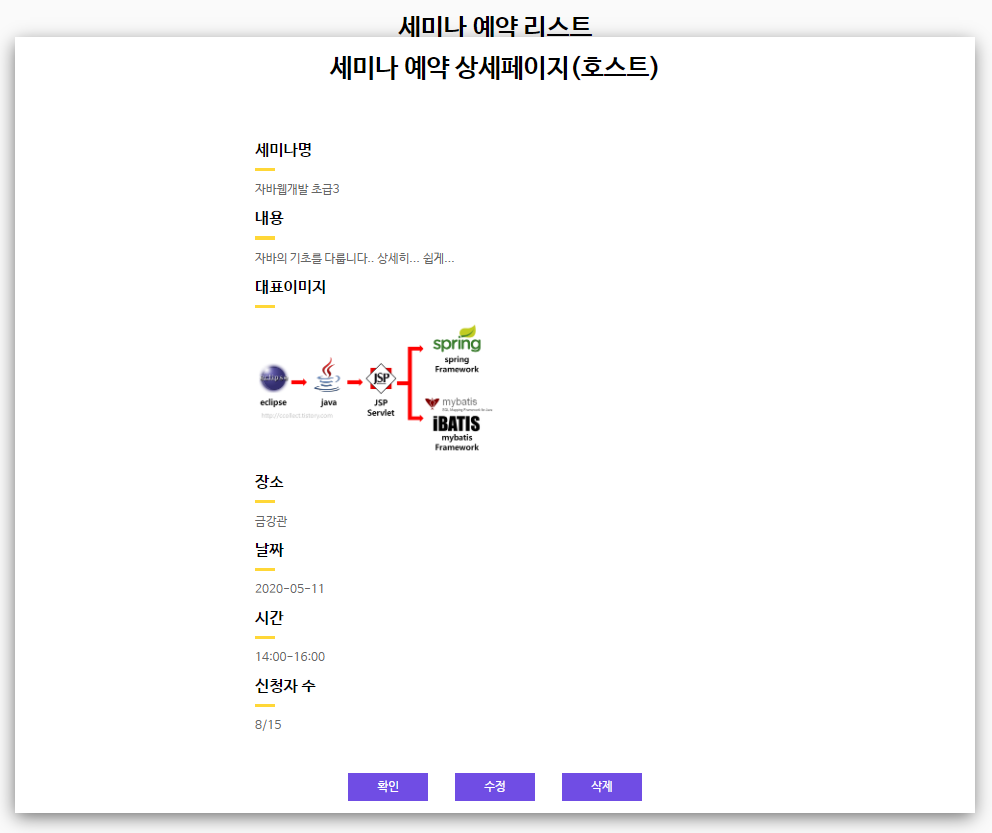 세미나 예약 리스트
세미나 예약 상세페이지(호스트)
세미나명
자바웹개발 초급3
내용
자바의 기초를 다룹니다.. 상세히... 쉽게...
대표이미지
spring
spring
Framework
eclipse
eclipse
java
JSP
JSP
Servlet
mybatis
iBATIS
mybatis
Framework
장소
금강관
날짜
2020-05-11
시간
14:00-16:00
신청자 수
8/15
확인 수정 삭제